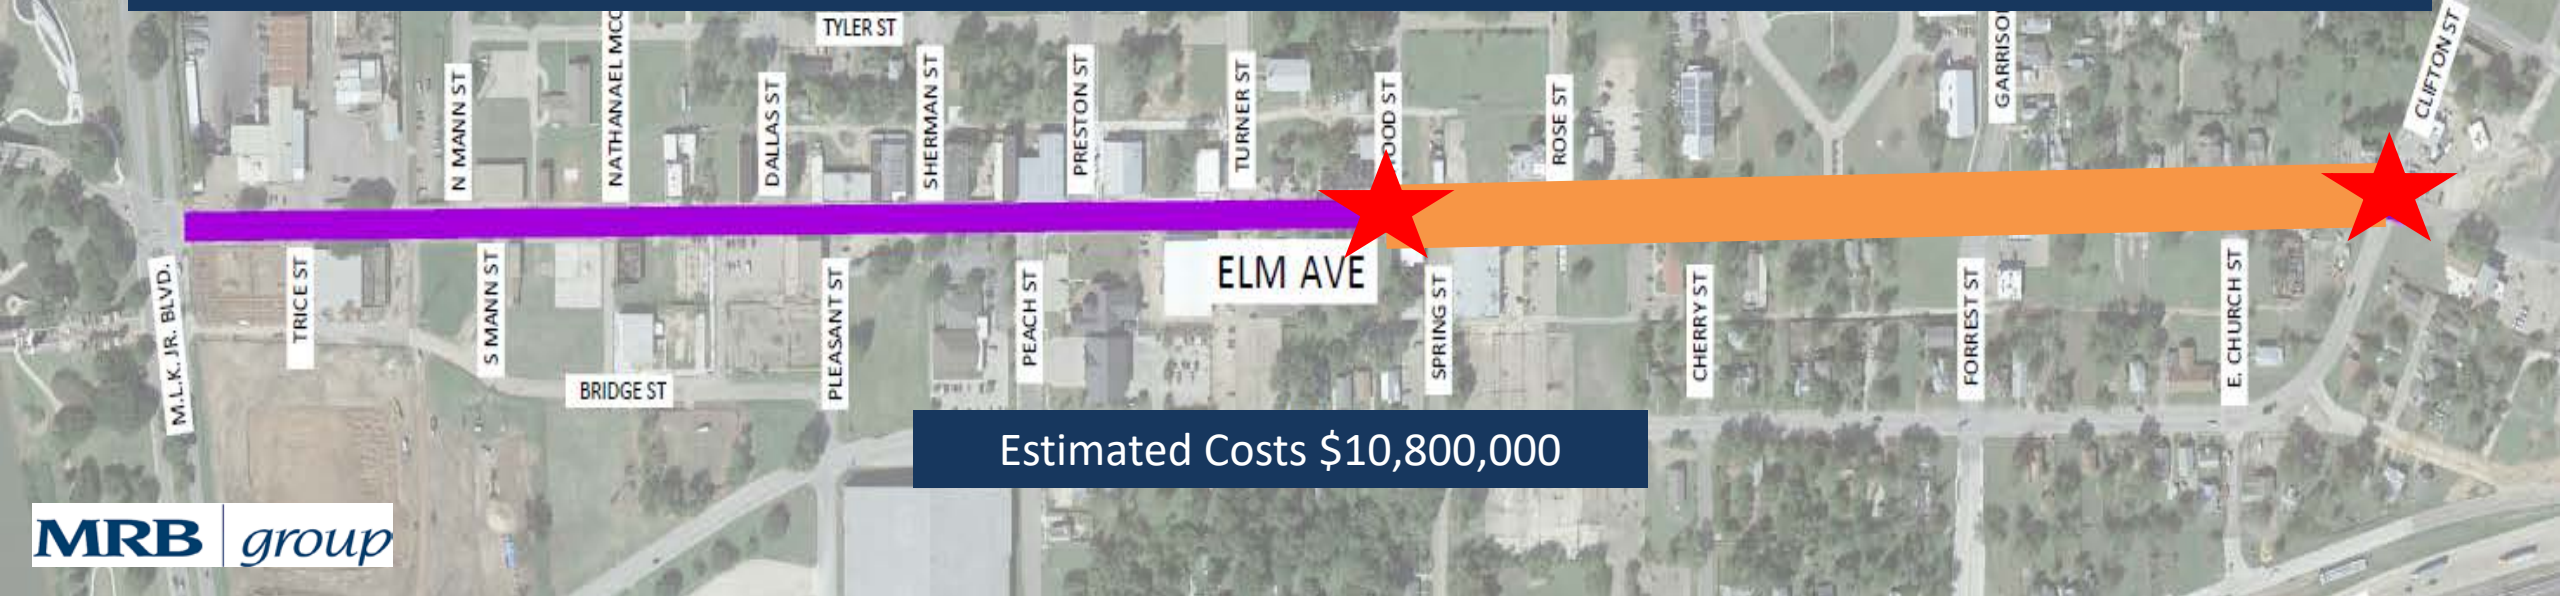 TYLER ST
CLIFTON ST
N MANN ST
NATHANAEL
DALLAS ST
SHERMAN ST
PRESTON ST
TURNER ST
ST
ROSE ST
ELM AVE
M.L.K. JR. BLVD.
TRICE ST
S MANN ST
PLEASANT ST
PEACH ST
SPRING ST
CHERRY ST
FORREST ST
E. CHURCH ST
BRIDGE ST
Estimated Costs $10,800,000
MRB group